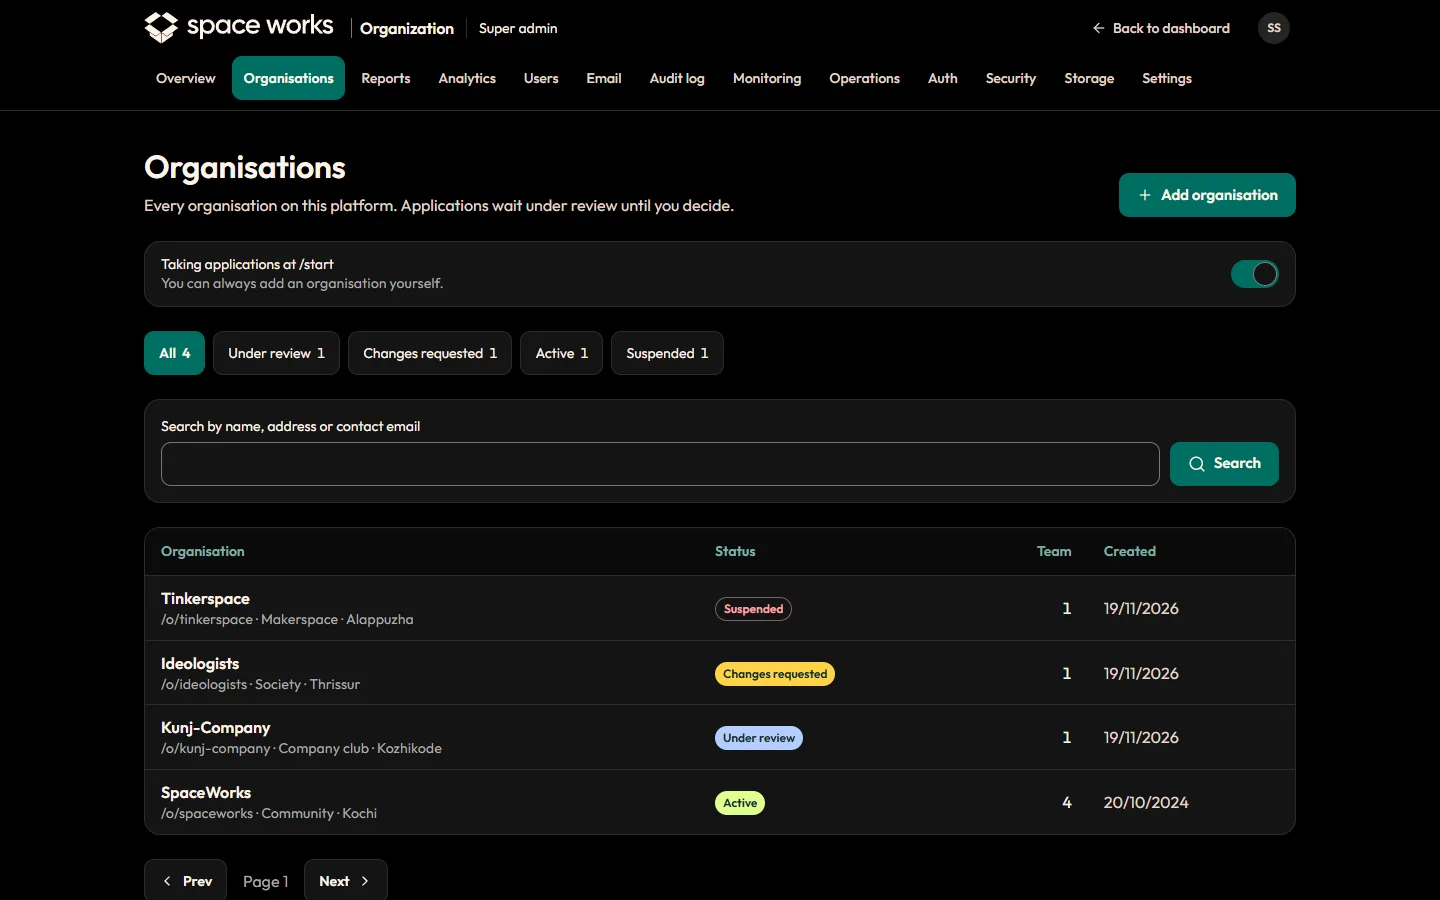 space works | Organization | Super admin
Back to dashboard
SS
Overview Organisations Reports Analytics Users Email Audit log Monitoring Operations Auth Security Storage Settings
Organisations
Every organisation on this platform. Applications wait under review until you decide.
+ Add organisation
Taking applications at /start
You can always add an organisation yourself.
All 4 Under review 1 Changes requested 1 Active 1 Suspended 1
Search by name, address or contact email
Search
Organisation Status Team Created
Tinkerspace
/o/tinkerspace · Makerspace · Alappuzha
Suspended 1 19/11/2026
Ideologists
/o/ideologists · Society · Thrissur
Changes requested 1 19/11/2026
Kunj-Company
/o/kunj-company · Company club · Kozhikode
Under review 1 19/11/2026
SpaceWorks
/o/spaceworks · Community · Kochi
Active 4 20/10/2024
Prev Page 1 Next